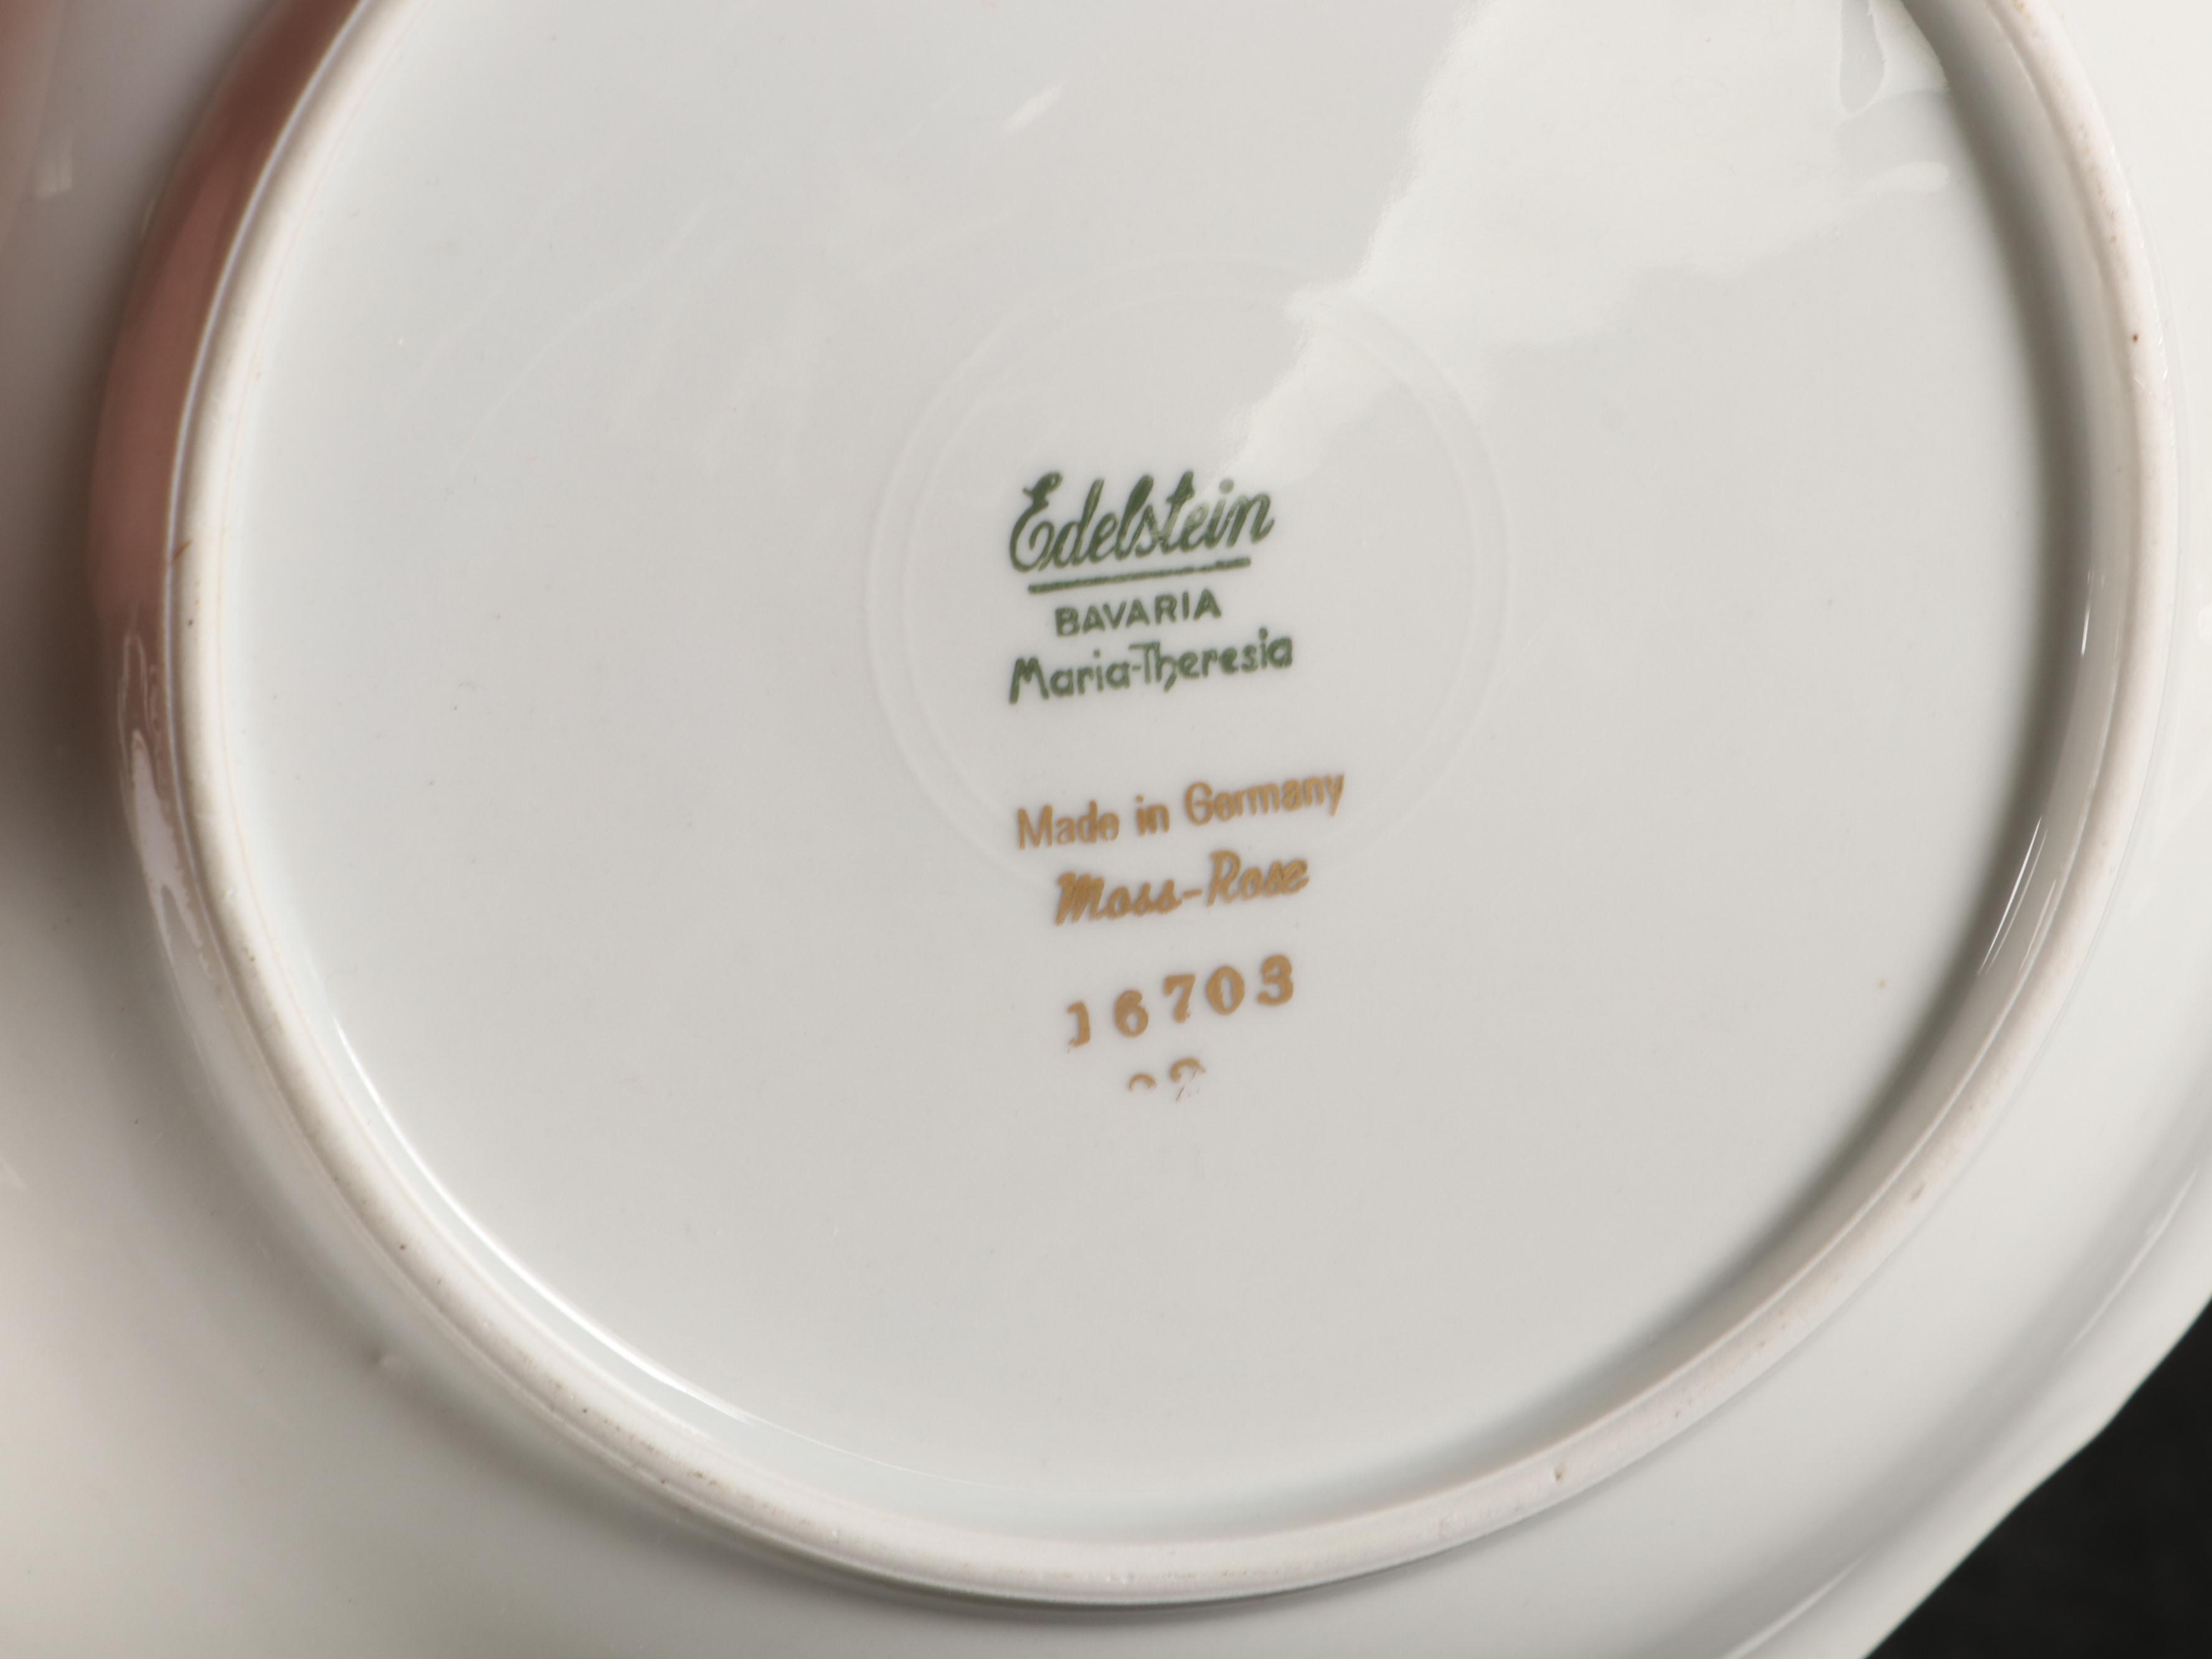 Edelstein
BAVARIA
Maria-Theresia
Made in Germany
Moss-Rose
16703